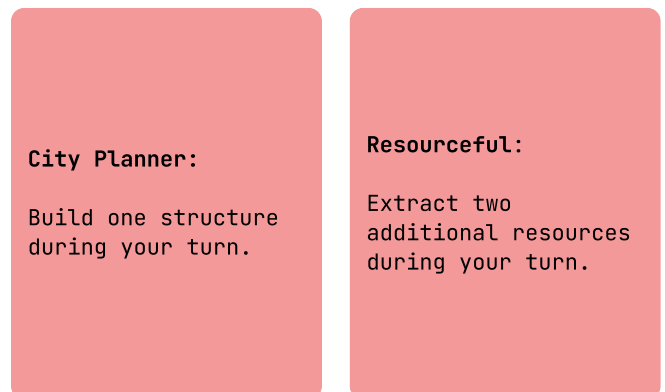 City Planner:
Build one structure
during your turn.
Resourceful:
Extract two
additional resources
during your turn.